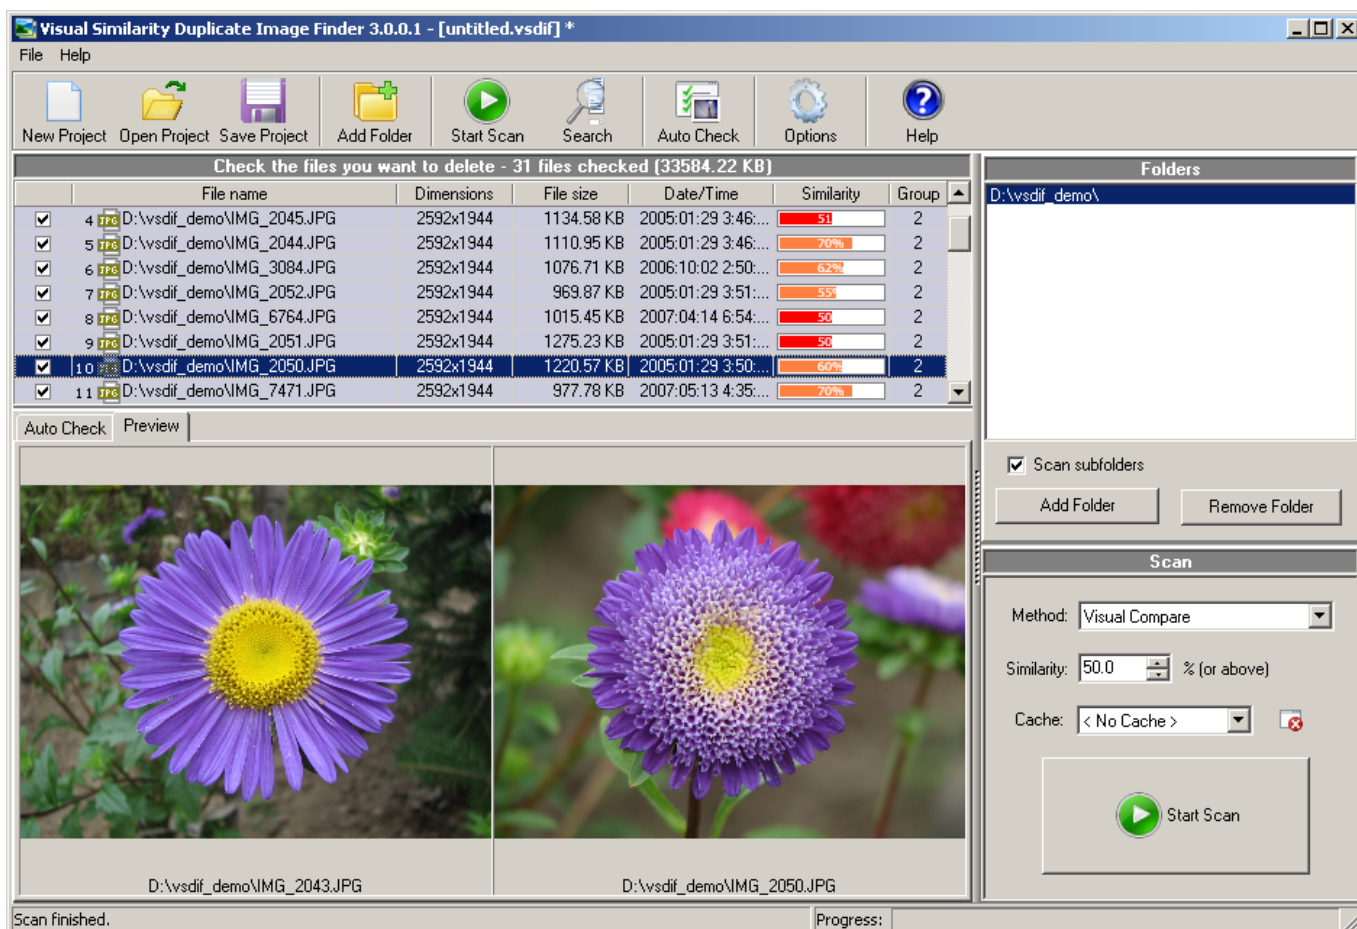 Visual Similarity Duplicate Image Finder 3.0.0.1 - [untitled.vsdif] *
File Help
New Project Open Project Save Project Add Folder Start Scan Search Auto Check Options Help
Check the files you want to delete - 31 files checked (33584.22 KB)
File name Dimensions File size Date/Time Similarity Group
4 JPG D:\vsdif_demo\IMG_2045.JPG 2592x1944 1134.58 KB 2005:01:29 3:46:... 51 2
5 JPG D:\vsdif_demo\IMG_2044.JPG 2592x1944 1110.95 KB 2005:01:29 3:46:... 70% 2
6 JPG D:\vsdif_demo\IMG_3084.JPG 2592x1944 1076.71 KB 2006:10:02 2:50:... 62% 2
7 JPG D:\vsdif_demo\IMG_2052.JPG 2592x1944 969.87 KB 2005:01:29 3:51:... 55% 2
8 JPG D:\vsdif_demo\IMG_6764.JPG 2592x1944 1015.45 KB 2007:04:14 6:54:... 50 2
9 JPG D:\vsdif_demo\IMG_2051.JPG 2592x1944 1275.23 KB 2005:01:29 3:51:... 50 2
10 D:\vsdif_demo\IMG_2050.JPG 2592x1944 1220.57 KB 2005:01:29 3:50:... 60% 2
11 JPG D:\vsdif_demo\IMG_7471.JPG 2592x1944 977.78 KB 2007:05:13 4:35:... 70% 2
Auto Check Preview
D:\vsdif_demo\IMG_2043.JPG D:\vsdif_demo\IMG_2050.JPG
Folders
D:\vsdif_demo\
Scan subfolders
Add Folder Remove Folder
Scan
Method: Visual Compare
Similarity: 50.0 % (or above)
Cache: < No Cache >
Start Scan
Scan finished. Progress: